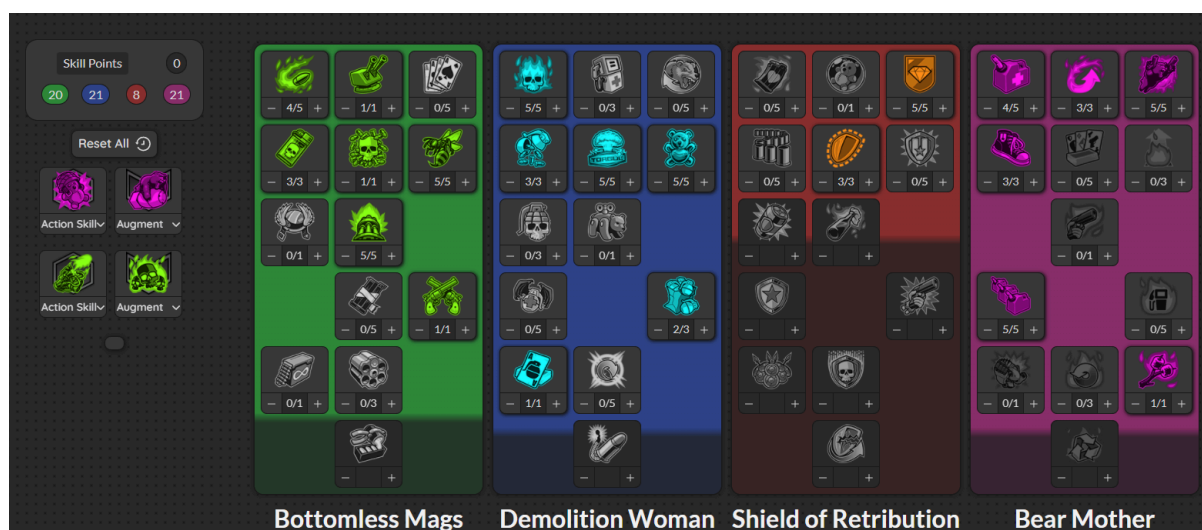 Skill Points 0
20 21 8 21
Reset All
Action Skill Augment
Action Skill Augment
- 4/5 + - 1/1 + - 0/5 +
- 3/3 + - 1/1 + - 5/5 +
- 0/1 + - 5/5 +
- 0/5 + - 1/1 +
- 0/1 + - 0/3 +
- +
Bottomless Mags
- 5/5 + - 0/3 + - 0/5 +
- 3/3 + - 5/5 + - 5/5 +
- 0/3 + - 0/1 +
- 0/5 + - 2/3 +
- 1/1 + - 0/5 +
- +
Demolition Woman
- 0/5 + - 0/1 + - 5/5 +
- 0/5 + - 3/3 + - 0/5 +
- + - +
- + - +
- + - +
- +
Shield of Retribution
- 4/5 + - 3/3 + - 5/5 +
- 3/3 + - 0/5 + - 0/3 +
- 0/1 +
- 5/5 + - 0/5 +
- 0/1 + - 0/3 + - 1/1 +
- +
Bear Mother